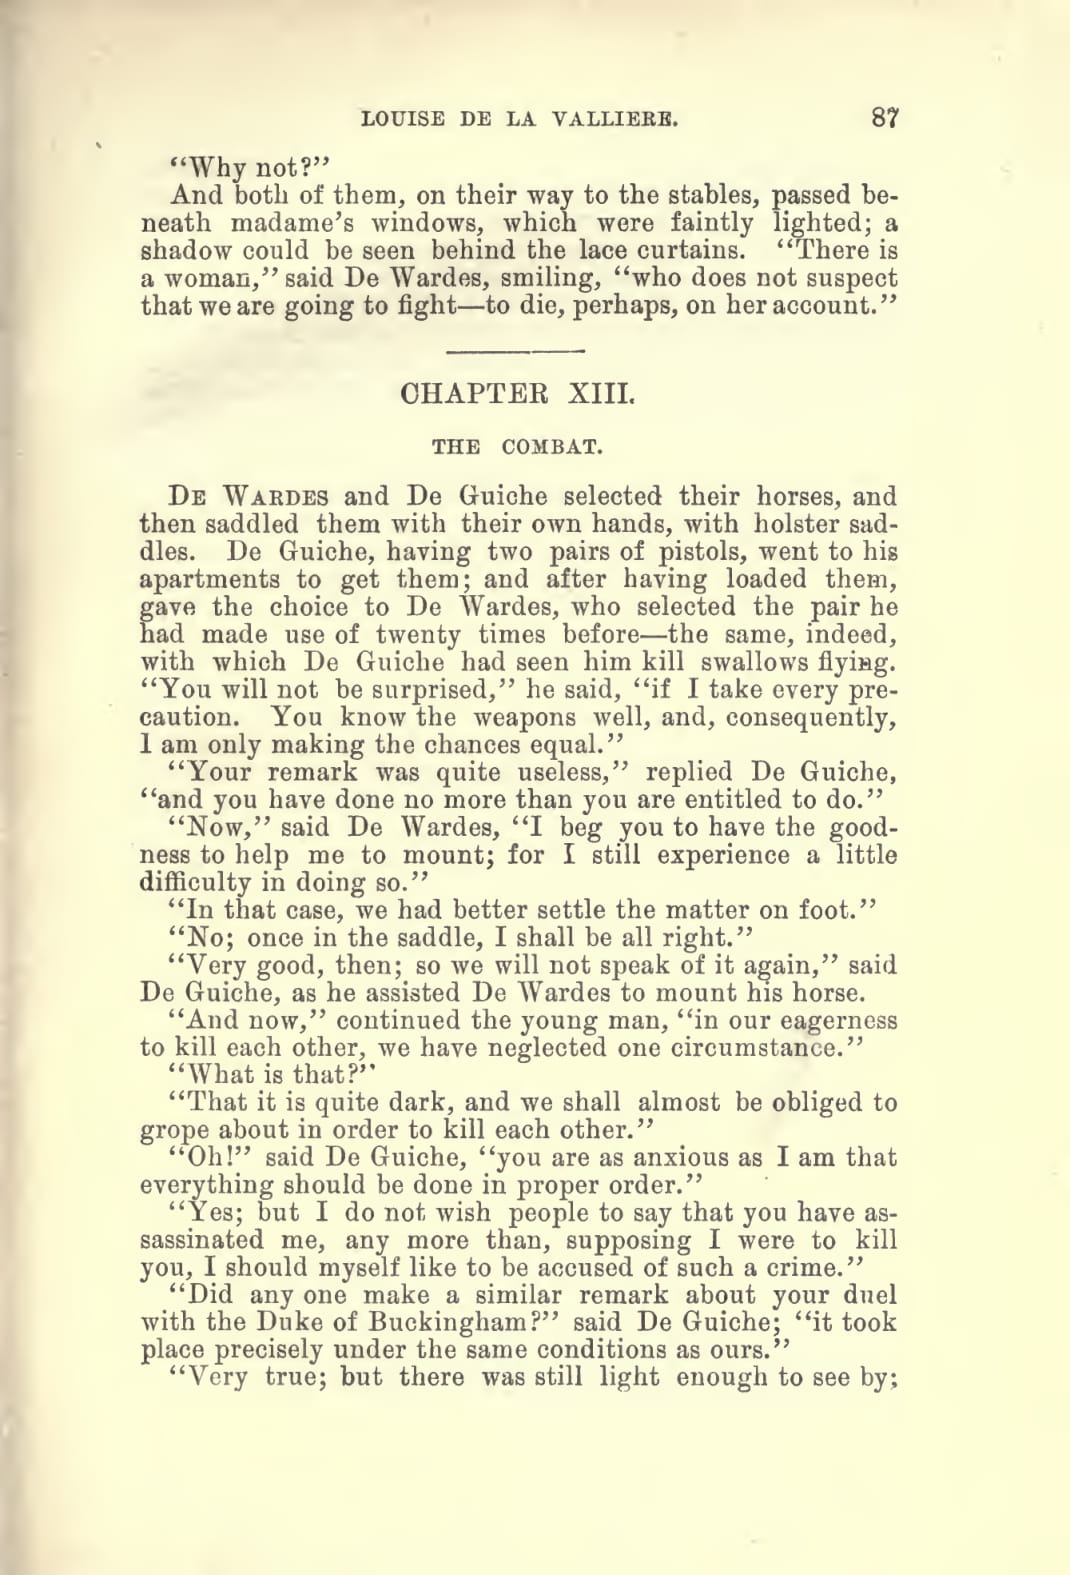 LOUISE DE LA VALLIERE. 87
"Why not?"
And both of them, on their way to the stables, passed be-
neath madame's windows, which were faintly lighted; a
shadow could be seen behind the lace curtains. "There is
a woman," said De Wardes, smiling, "who does not suspect
that we are going to fight—to die, perhaps, on her account."
CHAPTER XIII.
THE COMBAT.
DE WARDES and De Guiche selected their horses, and
then saddled them with their own hands, with holster sad-
dles. De Guiche, having two pairs of pistols, went to his
apartments to get them; and after having loaded them,
gave the choice to De Wardes, who selected the pair he
had made use of twenty times before—the same, indeed,
with which De Guiche had seen him kill swallows flying.
"You will not be surprised," he said, "if I take every pre-
caution. You know the weapons well, and, consequently,
I am only making the chances equal."
"Your remark was quite useless," replied De Guiche,
"and you have done no more than you are entitled to do."
"Now," said De Wardes, "I beg you to have the good-
ness to help me to mount; for I still experience a little
difficulty in doing so."
"In that case, we had better settle the matter on foot."
"No; once in the saddle, I shall be all right."
"Very good, then; so we will not speak of it again," said
De Guiche, as he assisted De Wardes to mount his horse.
"And now," continued the young man, "in our eagerness
to kill each other, we have neglected one circumstance."
"What is that?"
"That it is quite dark, and we shall almost be obliged to
grope about in order to kill each other."
"Oh!" said De Guiche, "you are as anxious as I am that
everything should be done in proper order."
"Yes; but I do not wish people to say that you have as-
sassinated me, any more than, supposing I were to kill
you, I should myself like to be accused of such a crime."
"Did any one make a similar remark about your duel
with the Duke of Buckingham?" said De Guiche; "it took
place precisely under the same conditions as ours."
"Very true; but there was still light enough to see by;